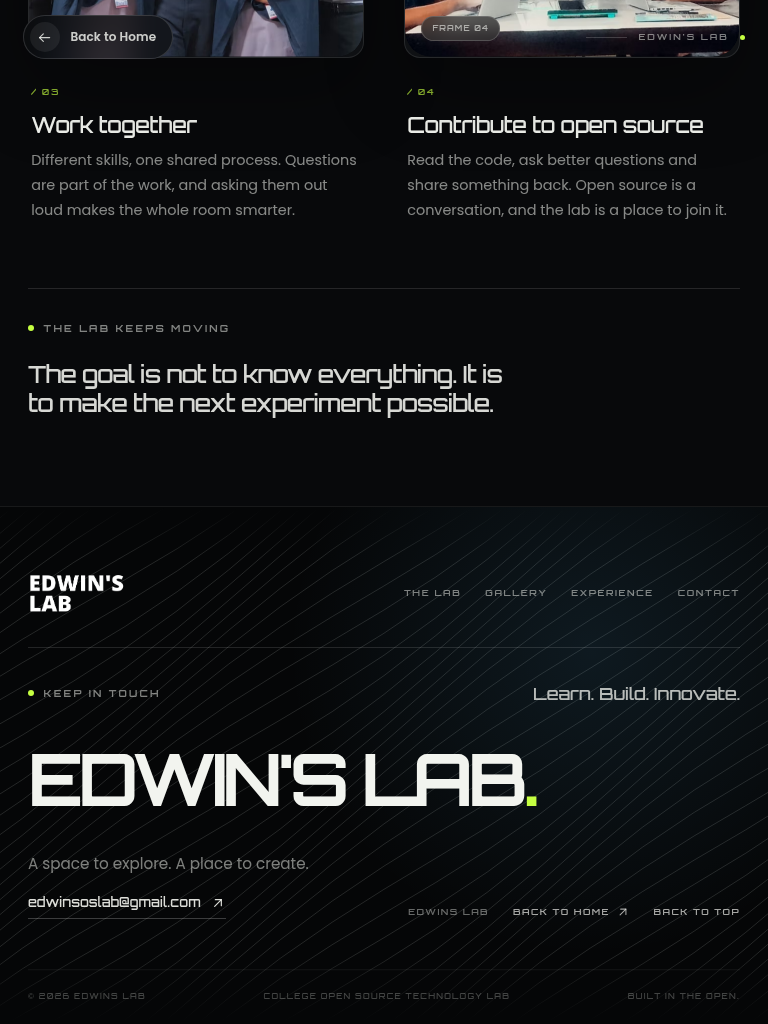 Back to Home
FRAME 04
EDWIN'S LAB
/ 03
Work together
Different skills, one shared process. Questions
are part of the work, and asking them out
loud makes the whole room smarter.
/ 04
Contribute to open source
Read the code, ask better questions and
share something back. Open source is a
conversation, and the lab is a place to join it.
THE LAB KEEPS MOVING
The goal is not to know everything. It is
to make the next experiment possible.
EDWIN'S
LAB
THE LAB GALLERY EXPERIENCE CONTACT
KEEP IN TOUCH
Learn. Build. Innovate.
EDWIN'S LAB.
A space to explore. A place to create.
edwinsoslab@gmail.com
EDWINS LAB BACK TO HOME BACK TO TOP
© 2026 EDWINS LAB COLLEGE OPEN SOURCE TECHNOLOGY LAB BUILT IN THE OPEN.